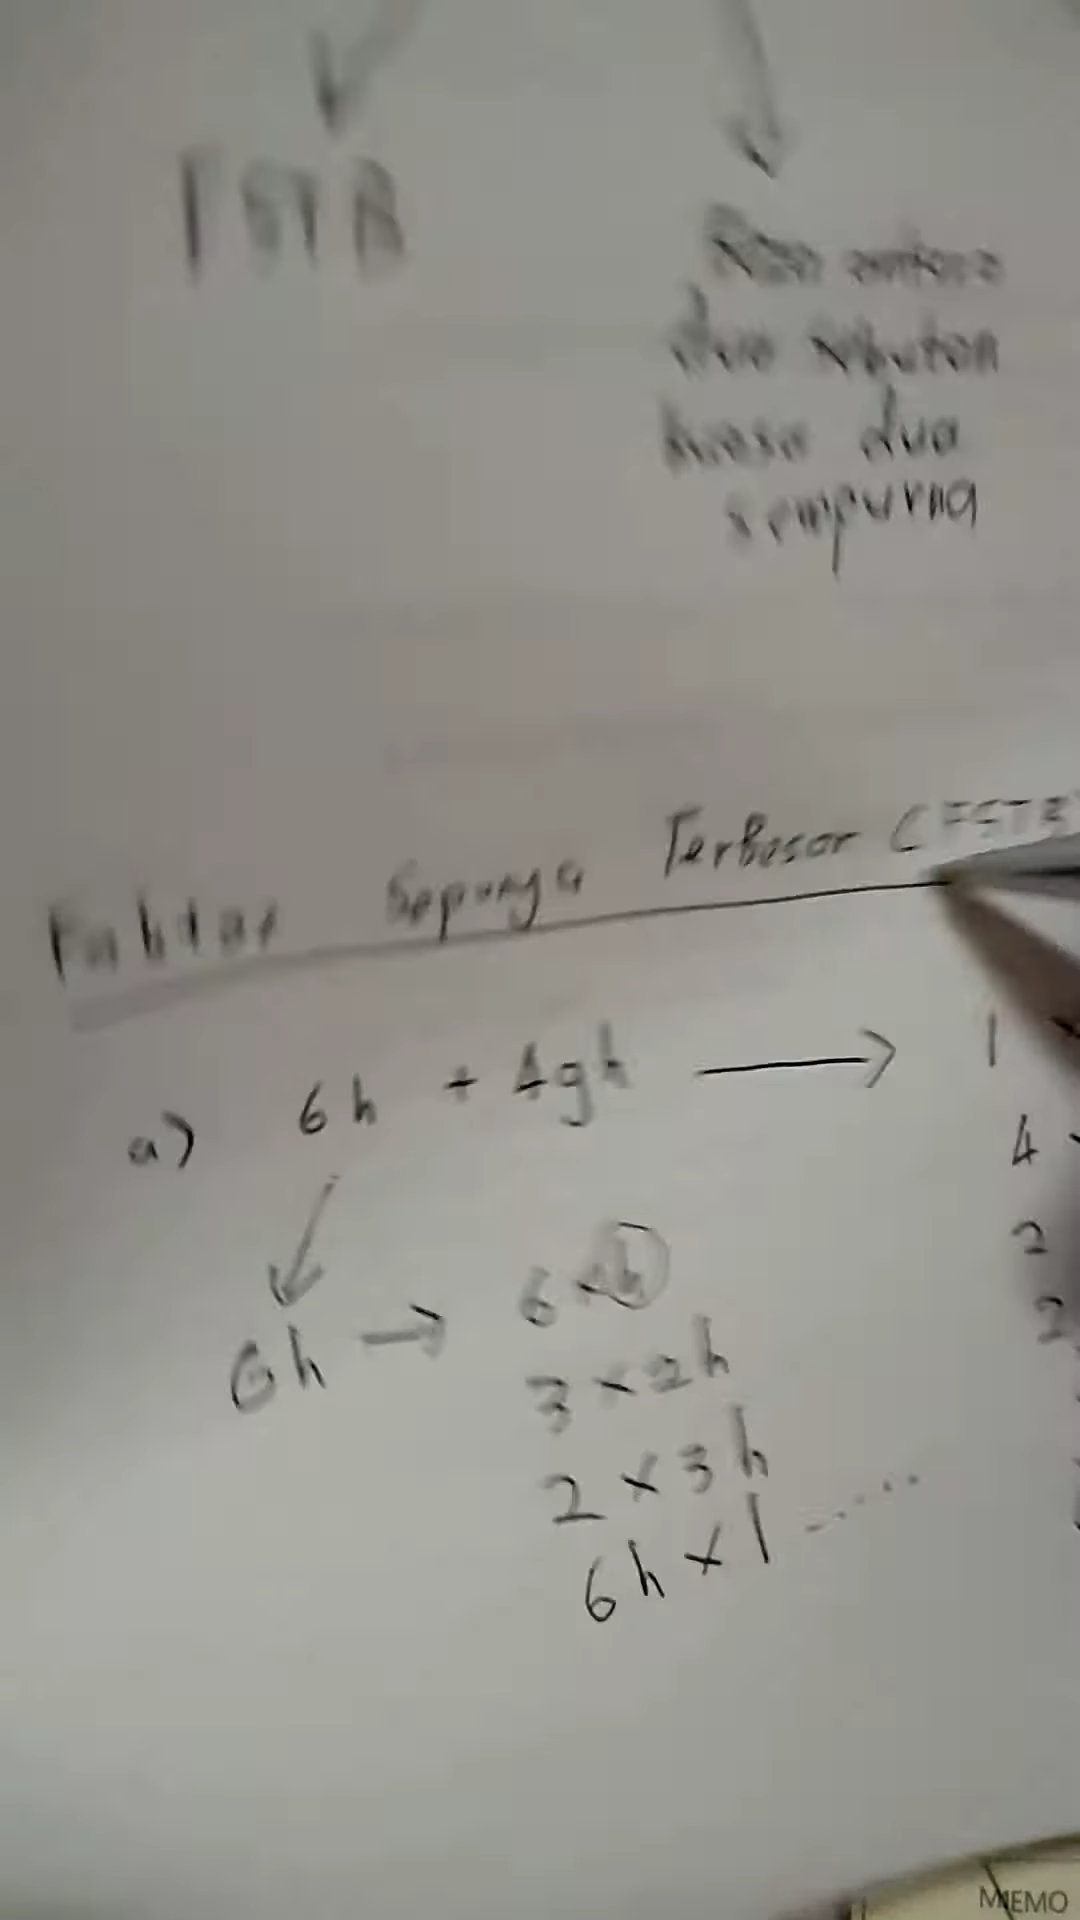 FSTB
Beza antara
dua sebutan
kuasa dua
sempurna
Faktor Sepunya Terbesar (FSTB)
a) 6h + 4gh → 1
4
2
2
6h → 6 × h
3 × 2h
2 × 3h
6h × 1 ......
MEMO